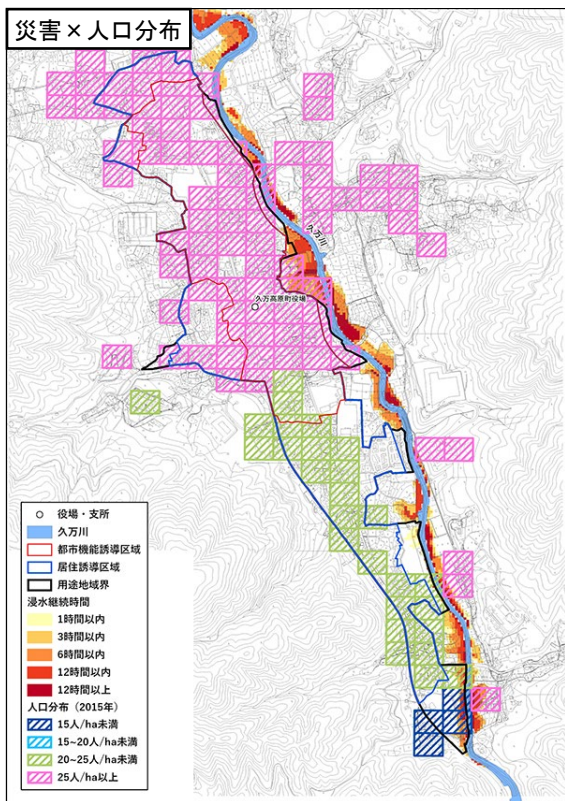 災害×人口分布
久万川
久万高原町役場
役場・支所
久万川
都市機能誘導区域
居住誘導区域
用途地域界
浸水継続時間
1時間以内
3時間以内
6時間以内
12時間以内
12時間以上
人口分布（2015年）
15人/ha未満
15~20人/ha未満
20~25人/ha未満
25人/ha以上